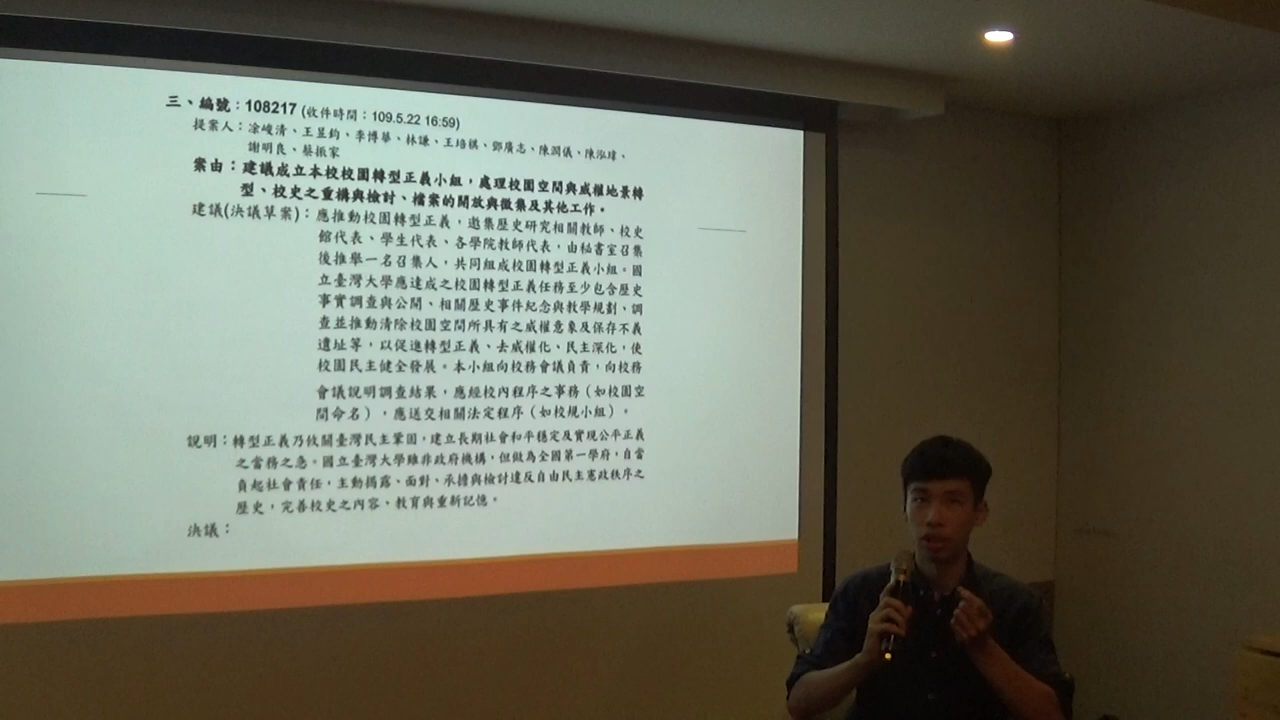 三、編號：108217 (收件時間：109.5.22 16:59)
提案人：凃峻清、王昱鈞、李博華、林謙、王培棋、鄧廣志、陳潤儀、陳泓瑋、
謝明良、蔡振家
案由：建議成立本校校園轉型正義小組，處理校園空間與威權地景轉
型、校史之重構與檢討、檔案的開放與徵集及其他工作。
建議(決議草案)：應推動校園轉型正義，邀集歷史研究相關教師、校史
館代表、學生代表、各學院教師代表，由秘書室召集
後推舉一名召集人，共同組成校園轉型正義小組。國
立臺灣大學應達成之校園轉型正義任務至少包含歷史
事實調查與公開、相關歷史事件紀念與教學規劃、調
查並推動清除校園空間所具有之威權意象及保存不義
遺址等，以促進轉型正義、去威權化、民主深化，使
校園民主健全發展。本小組向校務會議負責，向校務
會議說明調查結果，應經校內程序之事務（如校園空
間命名），應送交相關法定程序（如校規小組）。
說明：轉型正義乃攸關臺灣民主鞏固，建立長期社會和平穩定及實現公平正義
之當務之急。國立臺灣大學雖非政府機構，但做為全國第一學府，自當
負起社會責任，主動揭露、面對、承擔與檢討違反自由民主憲政秩序之
歷史，完善校史之內容、教育與重新記憶。
決議：